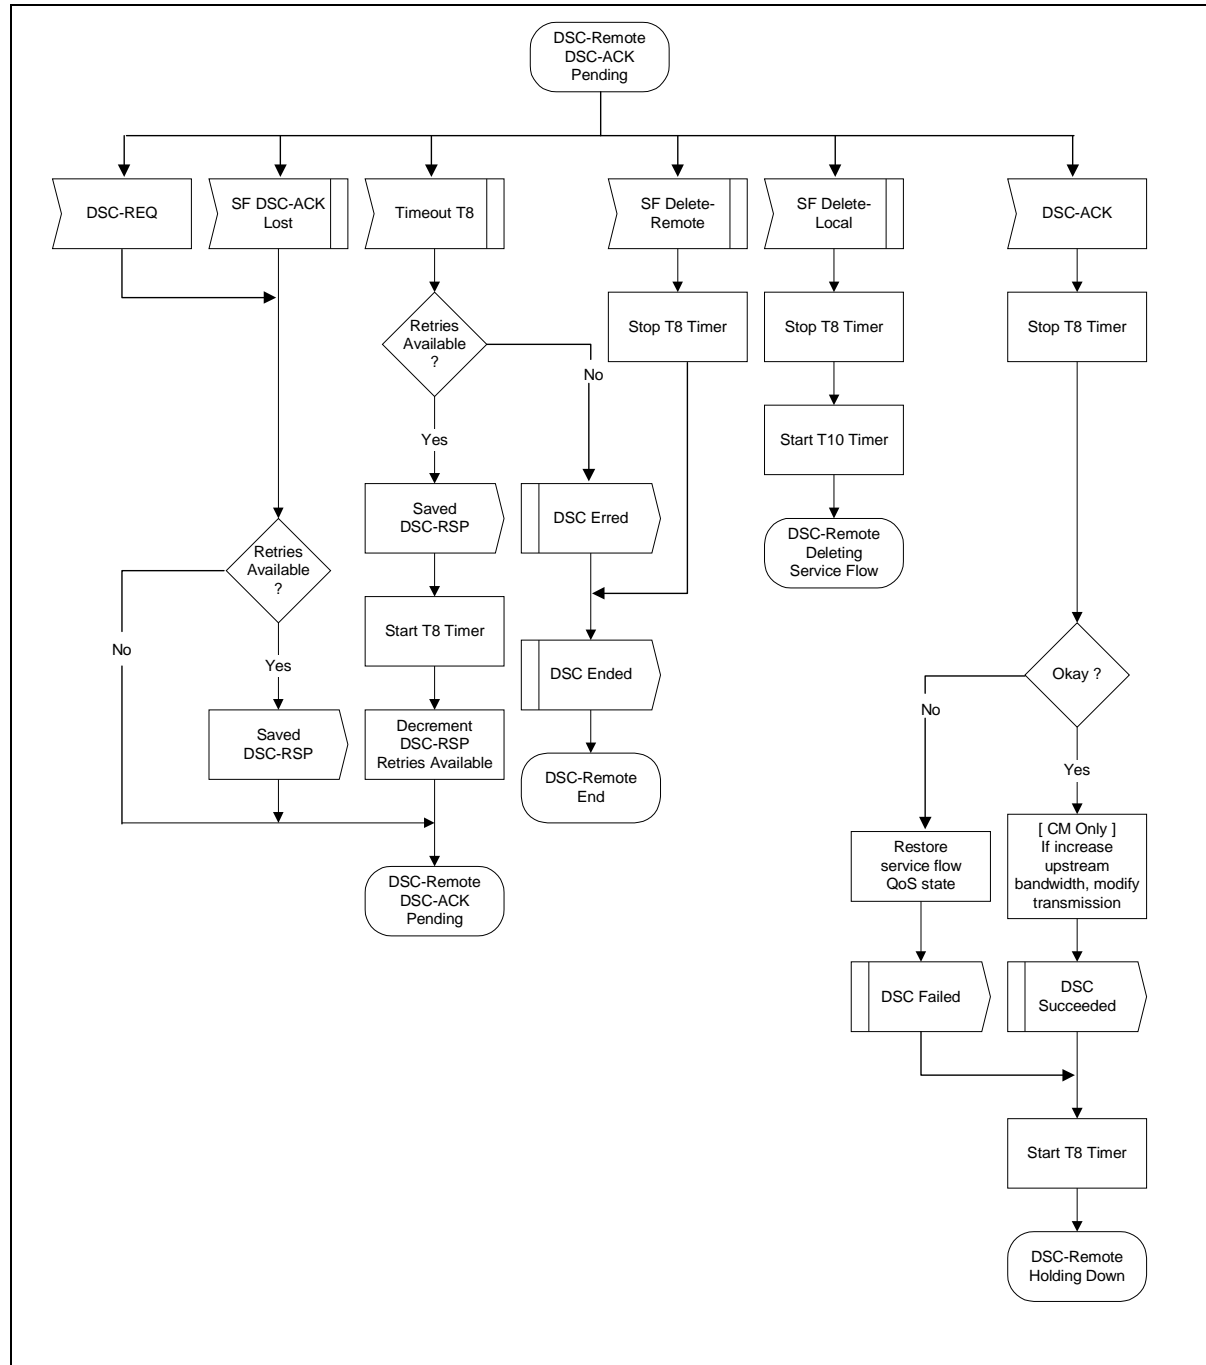 DSC-Remote
DSC-ACK
Pending
DSC-REQ
SF DSC-ACK
Lost
Timeout T8
SF Delete-
Remote
SF Delete-
Local
DSC-ACK
Retries
Available
?
Stop T8 Timer
Stop T8 Timer
Stop T8 Timer
No
Yes
Start T10 Timer
Saved
DSC-RSP
DSC Erred
DSC-Remote
Deleting
Service Flow
Retries
Available
?
Start T8 Timer
No
Yes
DSC Ended
Okay ?
No
Saved
DSC-RSP
Decrement
DSC-RSP
Retries Available
DSC-Remote
End
Yes
Restore
service flow
QoS state
[ CM Only ]
If increase
upstream
bandwidth, modify
transmission
DSC-Remote
DSC-ACK
Pending
DSC Failed
DSC
Succeeded
Start T8 Timer
DSC-Remote
Holding Down